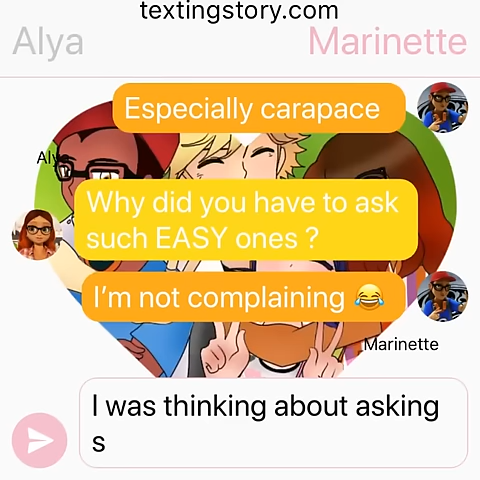 textingstory.com
Alya Marinette
Especially carapace
Alya
Why did you have to ask
such EASY ones ?
I'm not complaining 😂
Marinette
I was thinking about asking
s